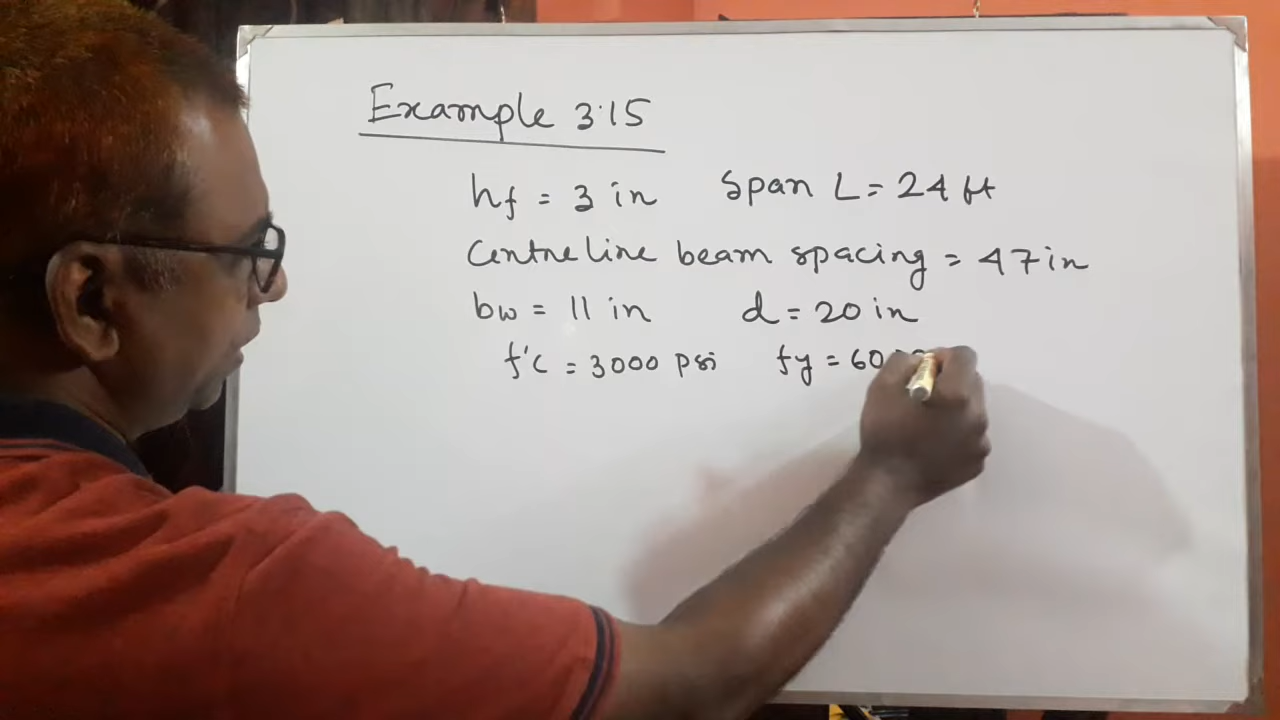 Example 3.15
hf = 3 in span L = 24 ft
Centre line beam spacing = 47 in
bw = 11 in d = 20 in
f'c = 3000 psi fy =